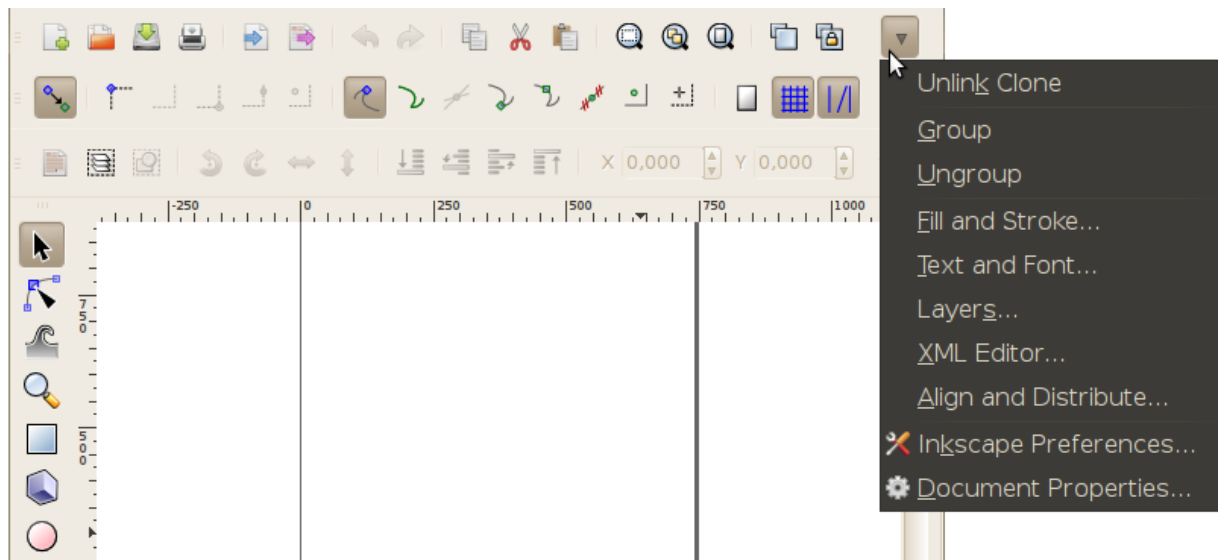 Unlink Clone
Group
Ungroup
X 0,000 Y 0,000
-250 0 250 500 750 1000
Fill and Stroke...
Text and Font...
Layers...
750
XML Editor...
Align and Distribute...
500
Inkscape Preferences...
Document Properties...